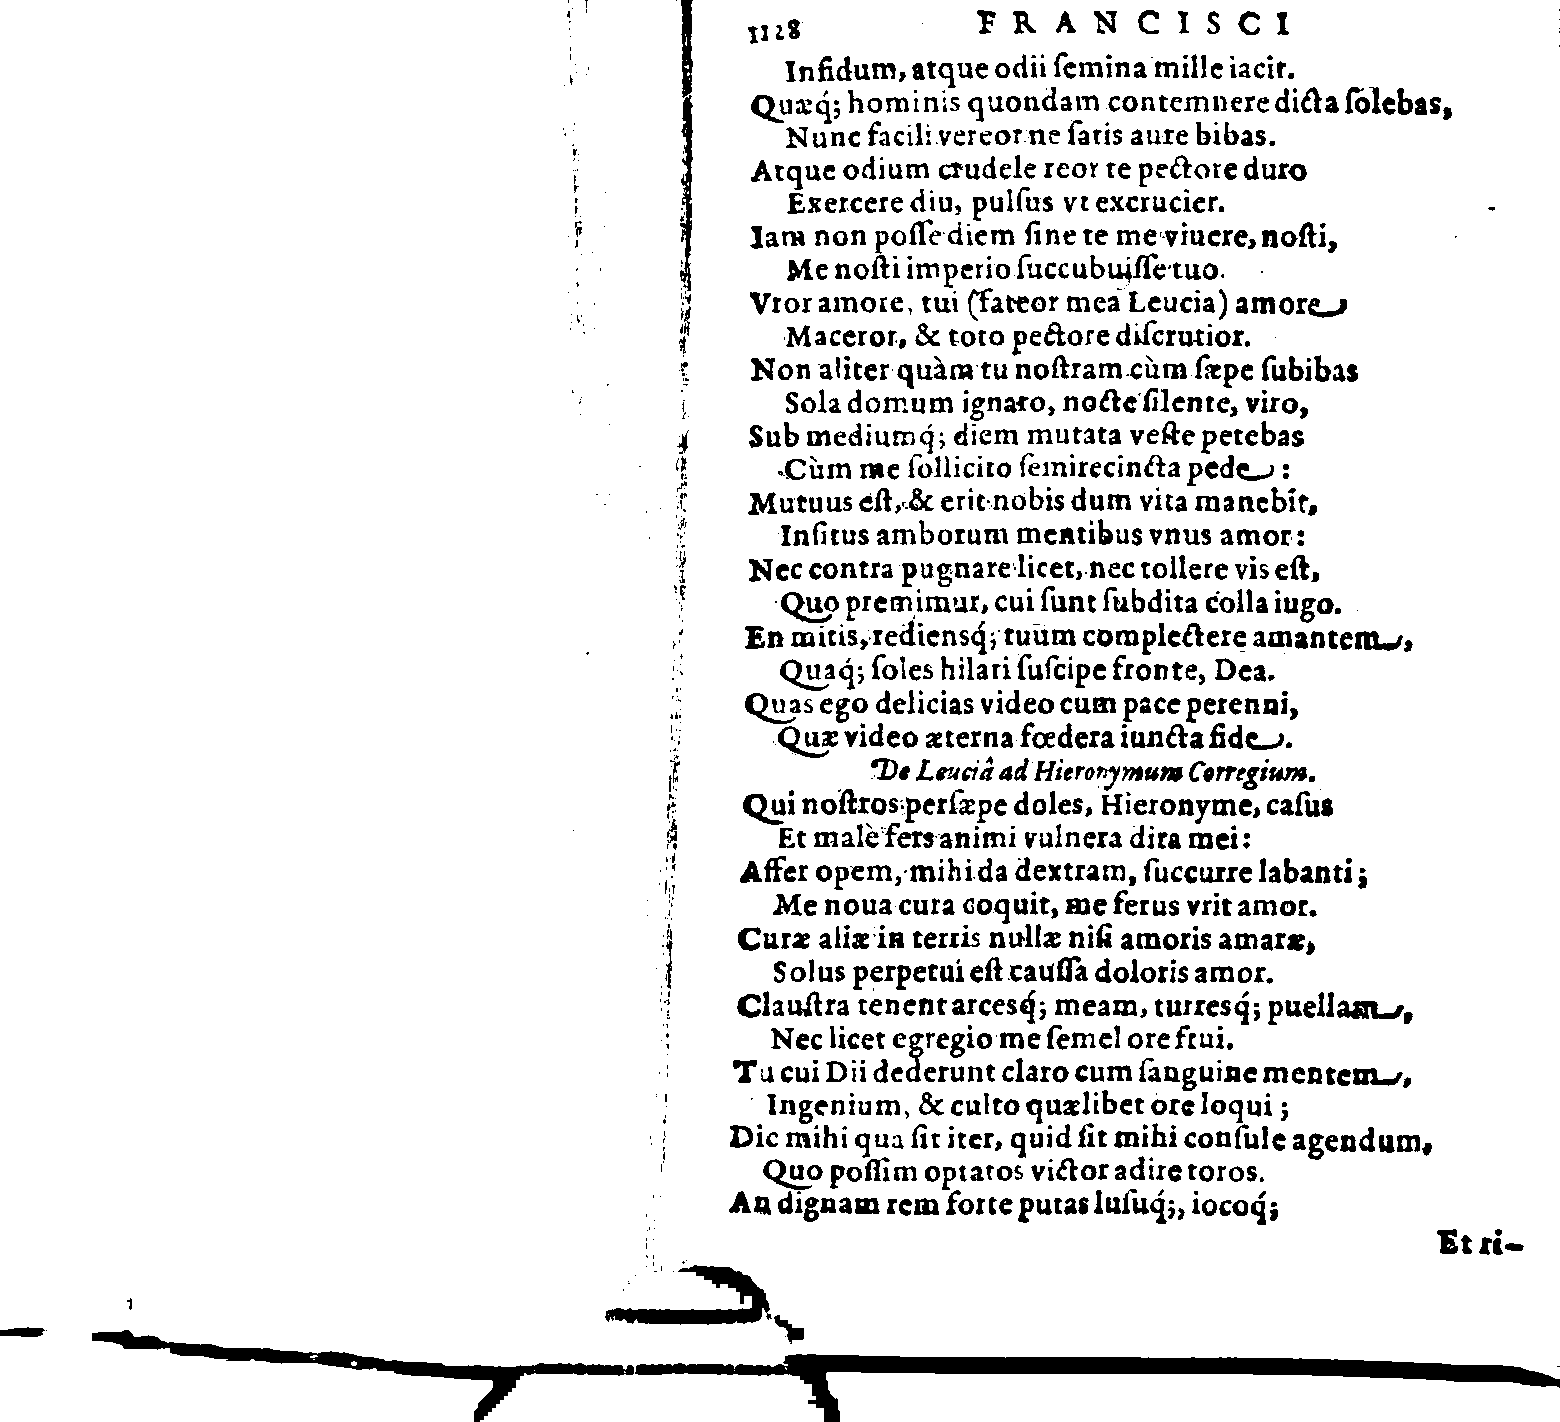 1128 FRANCISCI
Infidum, atque odii ſemina mille iacit.
Quæq́; hominis quondam contemnere dicta ſolebas,
Nunc facili vereor ne ſatis aure bibas.
Atque odium crudele reor te pectore duro
Exercere diu, pulſus vt excrucier.
Iam non poſſe diem ſine te me viuere, noſti,
Me noſti imperio ſuccubuiſſe tuo.
Vror amore, tui (fateor mea Leucia) amore
Maceror, & toto pectore diſcrutior.
Non aliter quàm tu noſtram cùm ſæpe ſubibas
Sola domum ignaro, nocte ſilente, viro,
Sub mediumq́; diem mutata veſte petebas
Cùm me ſollicito ſemirecincta pede:
Mutuus eſt, & erit nobis dum vita manebit,
Inſitus amborum mentibus vnus amor:
Nec contra pugnare licet, nec tollere vis eſt,
Quo premimur, cui ſunt ſubdita colla iugo.
En mitis, rediensq́; tuum complectere amantem,
Quaq́; ſoles hilari ſuſcipe fronte, Dea.
Quas ego delicias video cum pace perenni,
Quæ video æterna fœdera iuncta fide.
De Leuciâ ad Hieronymum Corregium.
Qui noſtros perſæpe doles, Hieronyme, caſus
Et malè fers animi vulnera dira mei:
Affer opem, mihi da dextram, ſuccurre labanti;
Me noua cura coquit, me ferus vrit amor.
Curæ aliæ in terris nullæ niſi amoris amaræ,
Solus perpetui eſt cauſſa doloris amor.
Clauſtra tenent arcesq́; meam, turresq́; puellam,
Nec licet egregio me ſemel ore frui.
Tu cui Dii dederunt claro cum ſanguine mentem,
Ingenium, & culto quælibet ore loqui;
Dic mihi qua ſit iter, quid ſit mihi conſule agendum,
Quo poſſim optatos victor adire toros.
An dignam rem forte putas luſuq́;, iocoq́;
Et ri-